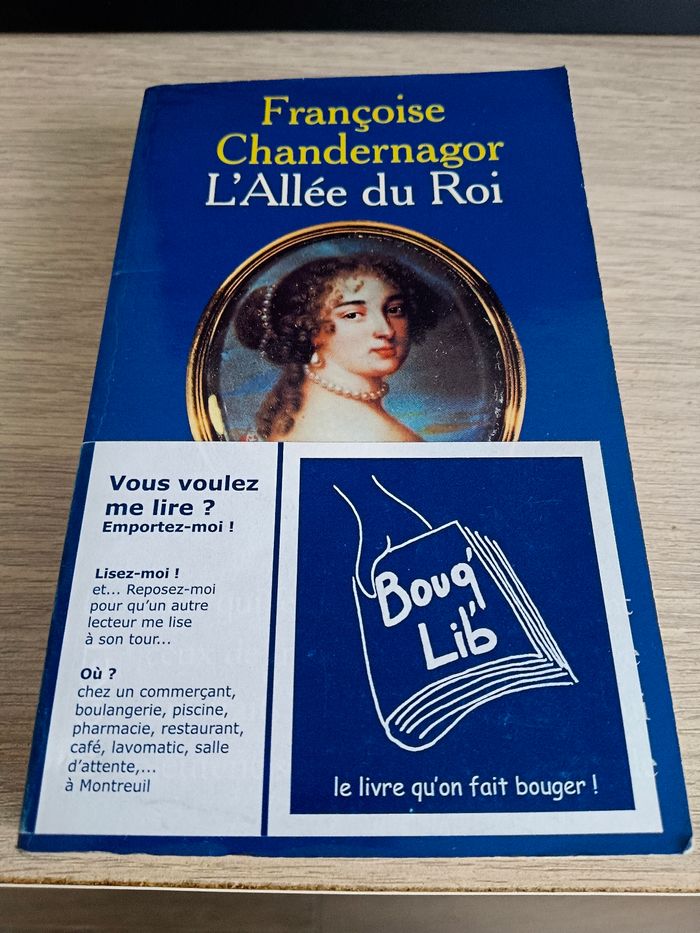 Françoise
Chandernagor
L'Allée du Roi
Vous voulez
me lire ?
Emportez-moi !
Lisez-moi !
et... Reposez-moi
pour qu'un autre
lecteur me lise
à son tour...
Où ?
chez un commerçant,
boulangerie, piscine,
pharmacie, restaurant,
café, lavomatic, salle
d'attente,...
à Montreuil
Bouq'
Lib'
le livre qu'on fait bouger !